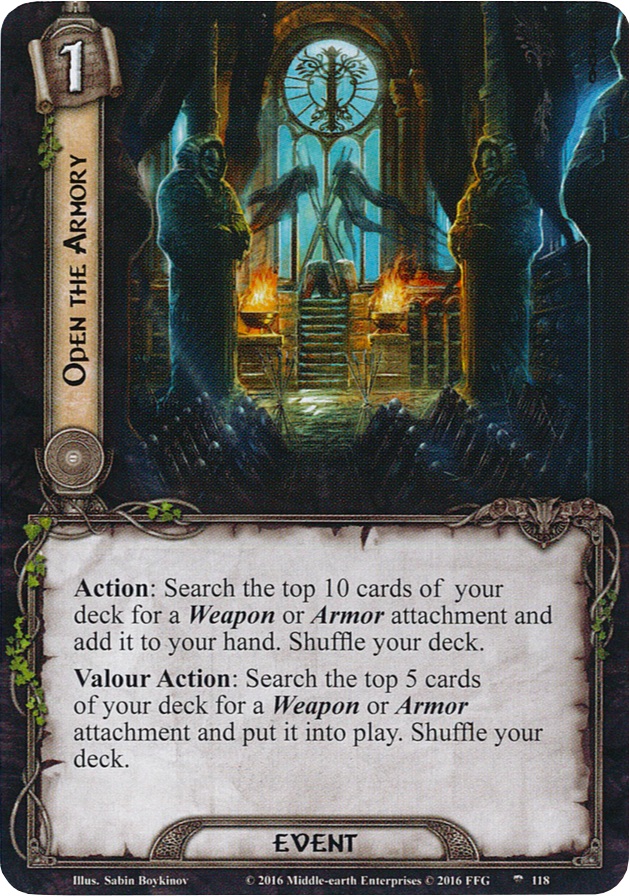 1
OPEN THE ARMORY
Action: Search the top 10 cards of your
deck for a Weapon or Armor attachment and
add it to your hand. Shuffle your deck.
Valour Action: Search the top 5 cards
of your deck for a Weapon or Armor
attachment and put it into play. Shuffle your
deck.
EVENT
Illus. Sabin Boykinov
© 2016 Middle-earth Enterprises © 2016 FFG
118